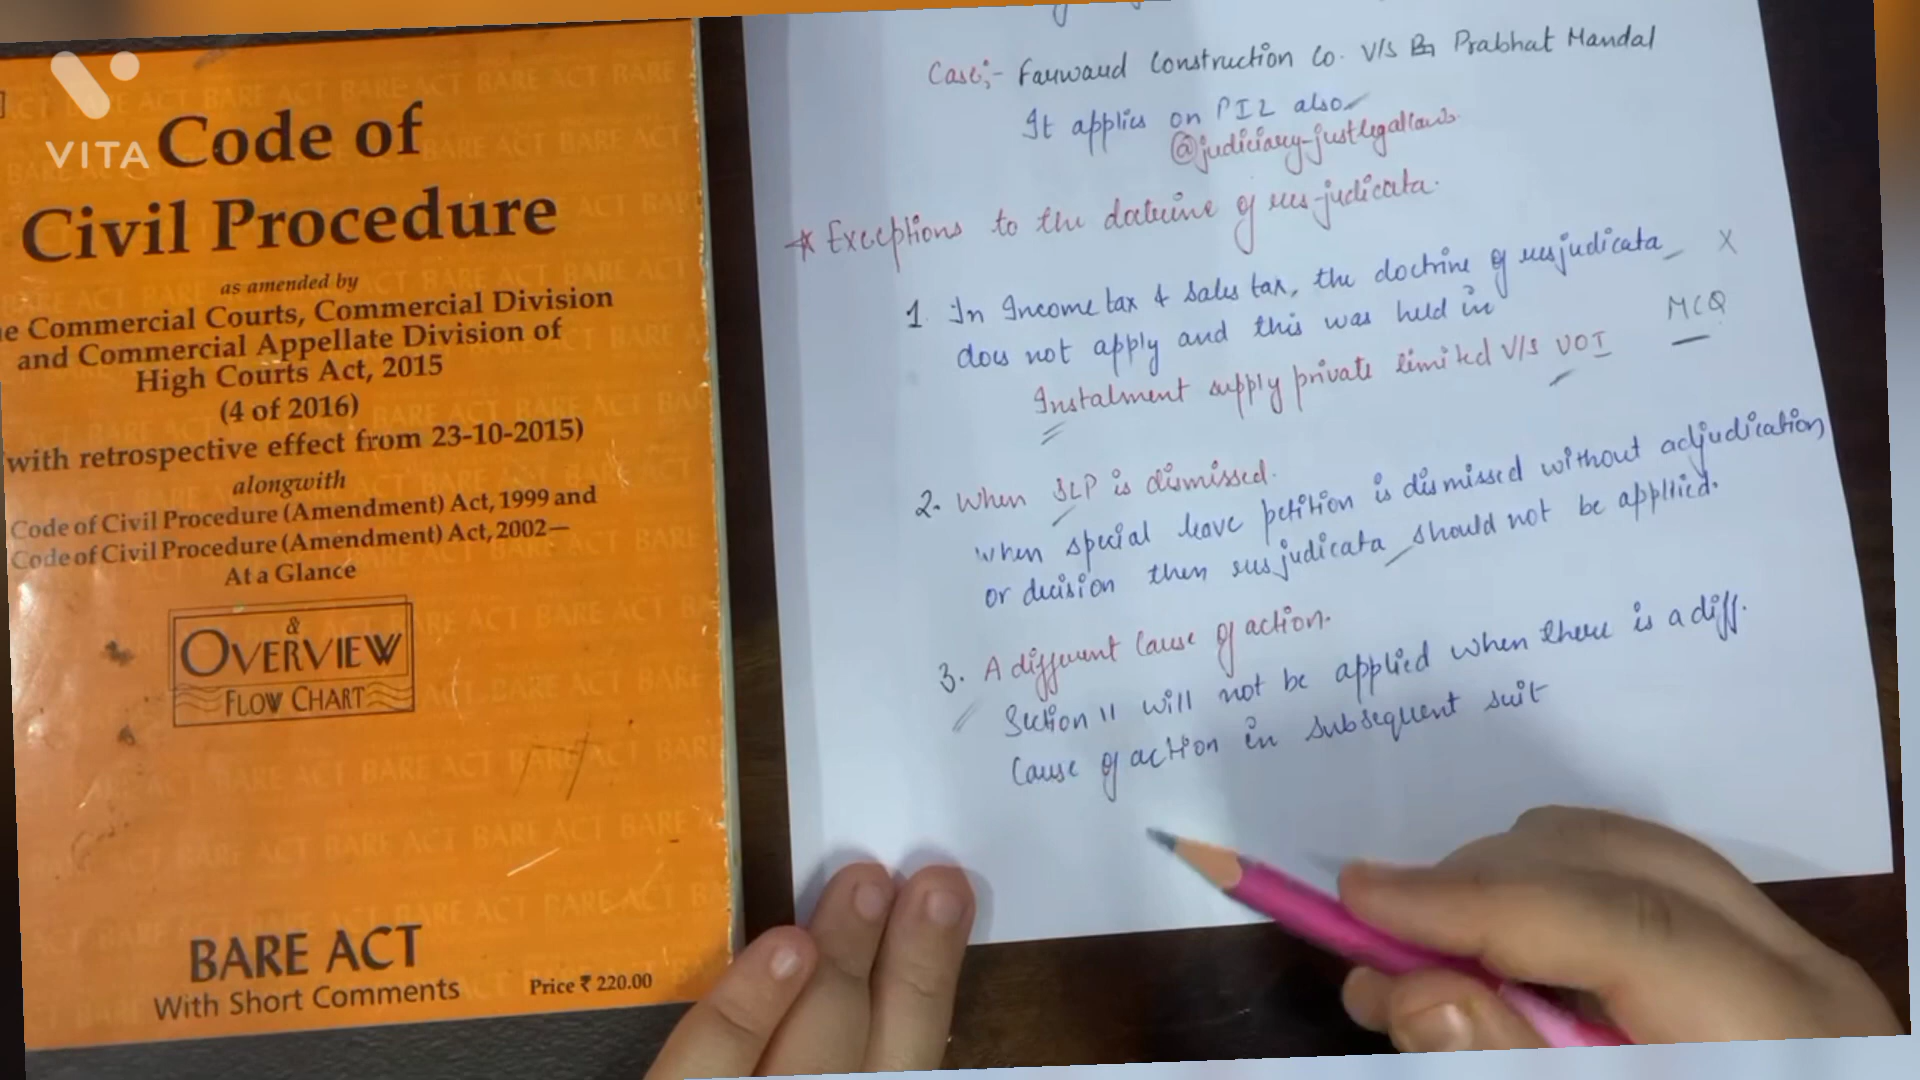 VITA
Code of
Civil Procedure
as amended by
e Commercial Courts, Commercial Division
and Commercial Appellate Division of
High Courts Act, 2015
(4 of 2016)
with retrospective effect from 23-10-2015)
alongwith
Code of Civil Procedure (Amendment) Act, 1999 and
Code of Civil Procedure (Amendment) Act, 2002—
At a Glance
&
OVERVIEW
FLOW CHART
BARE ACT
With Short Comments
Price ₹ 220.00
Case:- Farward Construction Co. V/S Prabhat Mandal
It applies on PIL also
@judiciary-justlegallaws
* Exceptions to the doctrine of res-judicata.
1. In Income tax & Sales tax, the doctrine of resjudicata X
does not apply and this was held in
MCQ
Instalment supply private limited V/S UOI
2. When SLP is dismissed.
when special leave petition is dismissed without adjudication
or decision then res judicata should not be applied.
3. A different Cause of action.
Section 11 will not be applied when there is a diff.
Cause of action in subsequent suit